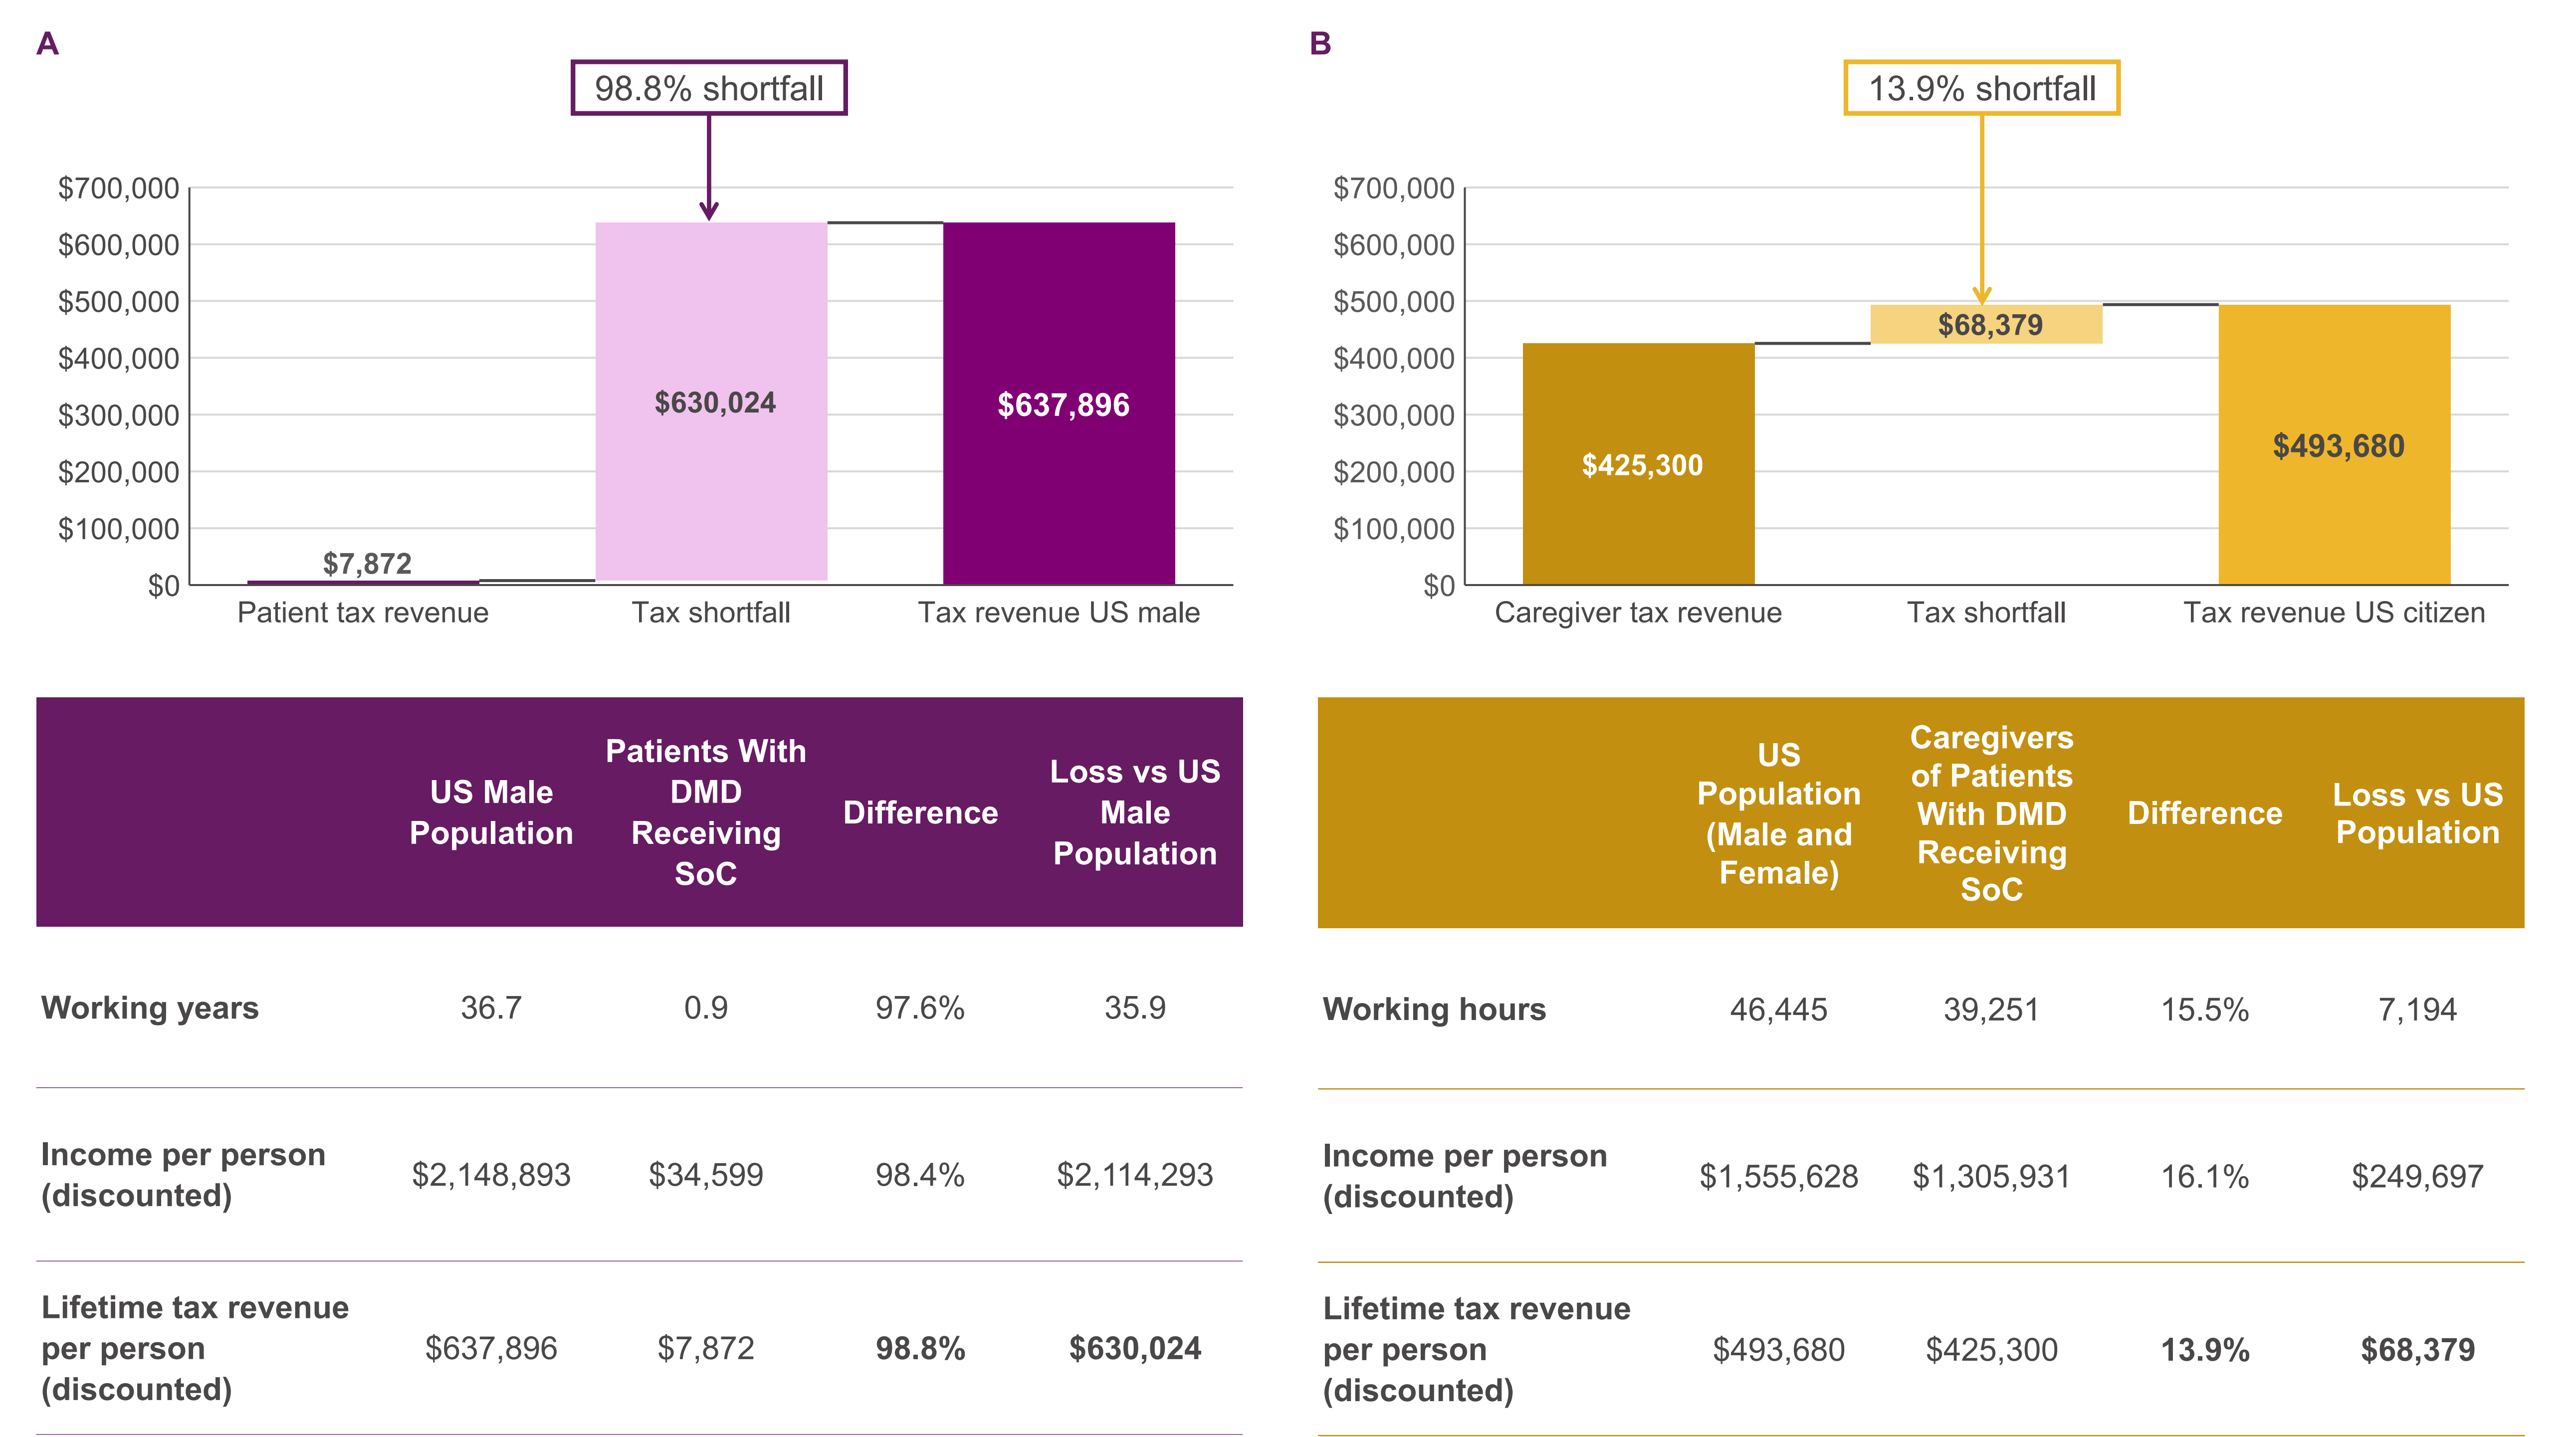 A
98.8% shortfall
$700,000
$600,000
$500,000
$400,000
$300,000
$200,000
$100,000
$0
$7,872
$630,024
$637,896
Patient tax revenue
Tax shortfall
Tax revenue US male
US Male
Population
Patients With
DMD
Receiving
SoC
Difference
Loss vs US
Male
Population
Working years
36.7
0.9
97.6%
35.9
Income per person
(discounted)
$2,148,893
$34,599
98.4%
$2,114,293
Lifetime tax revenue
per person
(discounted)
$637,896
$7,872
98.8%
$630,024
B
13.9% shortfall
$700,000
$600,000
$500,000
$400,000
$300,000
$200,000
$100,000
$0
$425,300
$68,379
$493,680
Caregiver tax revenue
Tax shortfall
Tax revenue US citizen
US
Population
(Male and
Female)
Caregivers
of Patients
With DMD
Receiving
SoC
Difference
Loss vs US
Population
Working hours
46,445
39,251
15.5%
7,194
Income per person
(discounted)
$1,555,628
$1,305,931
16.1%
$249,697
Lifetime tax revenue
per person
(discounted)
$493,680
$425,300
13.9%
$68,379